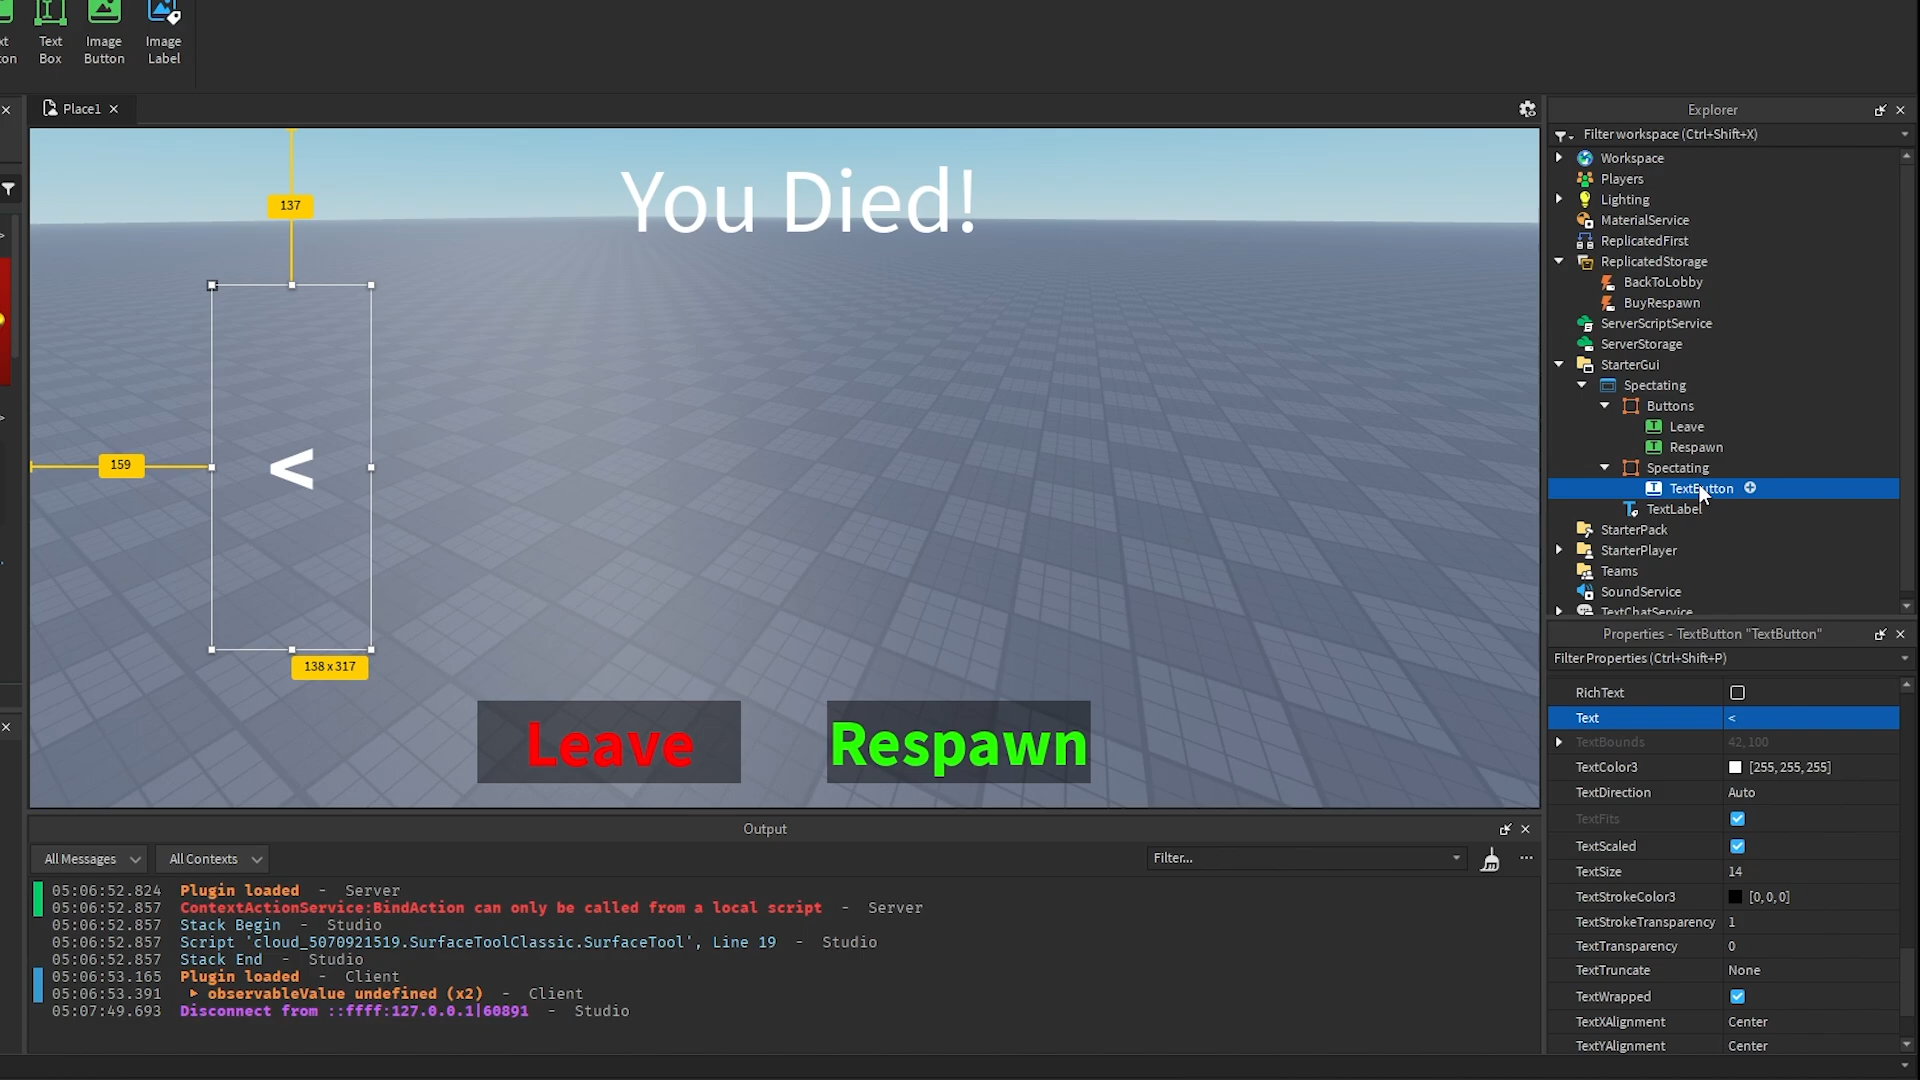 Text
Box
Image
Button
Image
Label
Place1
137
You Died!
159
<
138 x 317
Leave
Respawn
Explorer
Filter workspace (Ctrl+Shift+X)
Workspace
Players
Lighting
MaterialService
ReplicatedFirst
ReplicatedStorage
BackToLobby
BuyRespawn
ServerScriptService
ServerStorage
StarterGui
Spectating
Buttons
Leave
Respawn
Spectating
TextButton
TextLabel
StarterPack
StarterPlayer
Teams
SoundService
TextChatService
Properties - TextButton "TextButton"
Filter Properties (Ctrl+Shift+P)
RichText
Text <
TextBounds 42, 100
TextColor3 [255, 255, 255]
TextDirection Auto
TextFits
TextScaled
TextSize 14
TextStrokeColor3 [0, 0, 0]
TextStrokeTransparency 1
TextTransparency 0
TextTruncate None
TextWrapped
TextXAlignment Center
TextYAlignment Center
Output
All Messages All Contexts Filter...
05:06:52.824 Plugin loaded - Server
05:06:52.857 ContextActionService:BindAction can only be called from a local script - Server
05:06:52.857 Stack Begin - Studio
05:06:52.857 Script 'cloud_5070921519.SurfaceToolClassic.SurfaceTool', Line 19 - Studio
05:06:52.857 Stack End - Studio
05:06:53.165 Plugin loaded - Client
05:06:53.391 ▶ observableValue undefined (x2) - Client
05:07:49.693 Disconnect from ::ffff:127.0.0.1|60891 - Studio